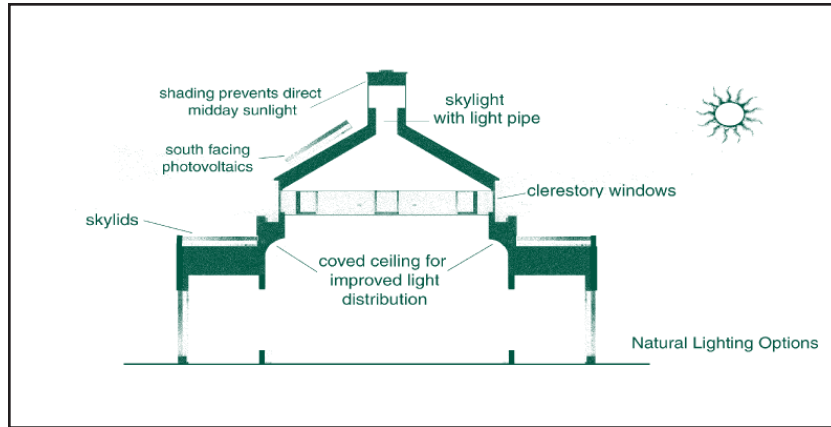 shading prevents direct
midday sunlight
skylight
with light pipe
south facing
photovoltaics
clerestory windows
skylids
coved ceiling for
improved light
distribution
Natural Lighting Options